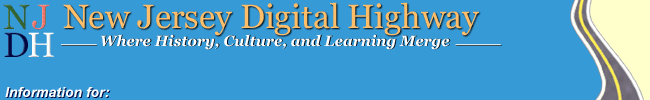 NJ
DH
New Jersey Digital Highway
Where History, Culture, and Learning Merge
Information for: